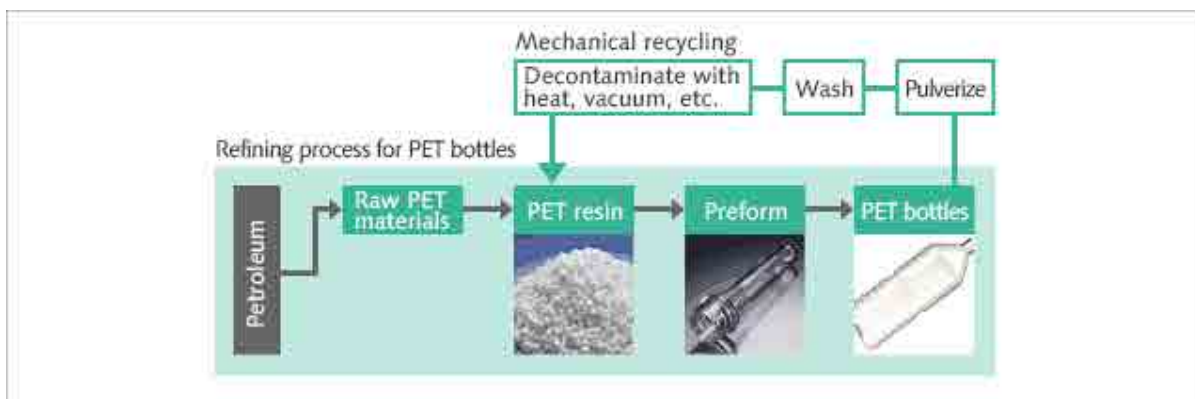 Mechanical recycling
Decontaminate with
heat, vacuum, etc.
Wash
Pulverize
Refining process for PET bottles
Petroleum
Raw PET
materials
PET resin
Preform
PET bottles